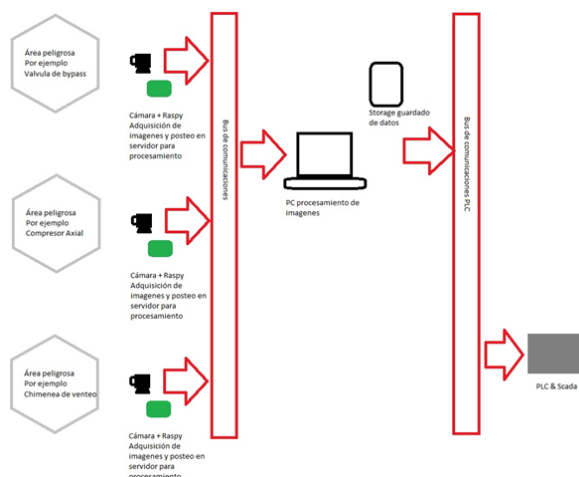 Área peligrosa
Por ejemplo
Valvula de bypass
Cámara + Raspy
Adquisición de
imagenes y posteo en
servidor para
procesamiento
Área peligrosa
Por ejemplo
Compresor Axial
Cámara + Raspy
Adquisición de
imagenes y posteo en
servidor para
procesamiento
Área peligrosa
Por ejemplo
Chimenea de venteo
Cámara + Raspy
Adquisición de
imagenes y posteo en
servidor para
procesamiento
Bus de comunicaciones
PC procesamiento de
imagenes
Storage guardado
de datos
Bus de comunicaciones PLC
PLC & Scada